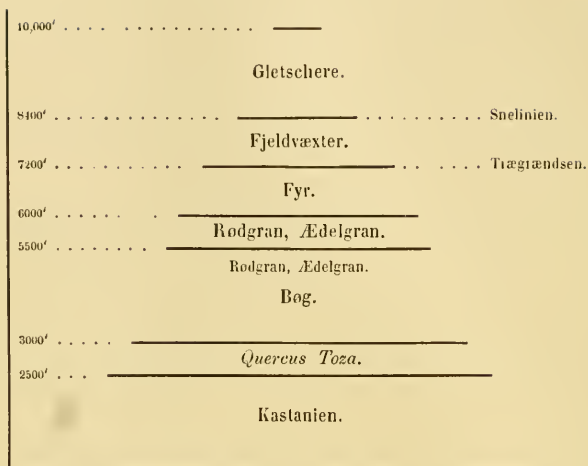 10,000'
Gletschere.
8400' Snelinien.
Fjeldvæxter.
7200' Trægrændsen.
Fyr.
6000'
Rødgran, Ædelgran.
5500'
Rødgran, Ædelgran.
Bøg.
3000'
Quercus Toza.
2500'
Kastanien.